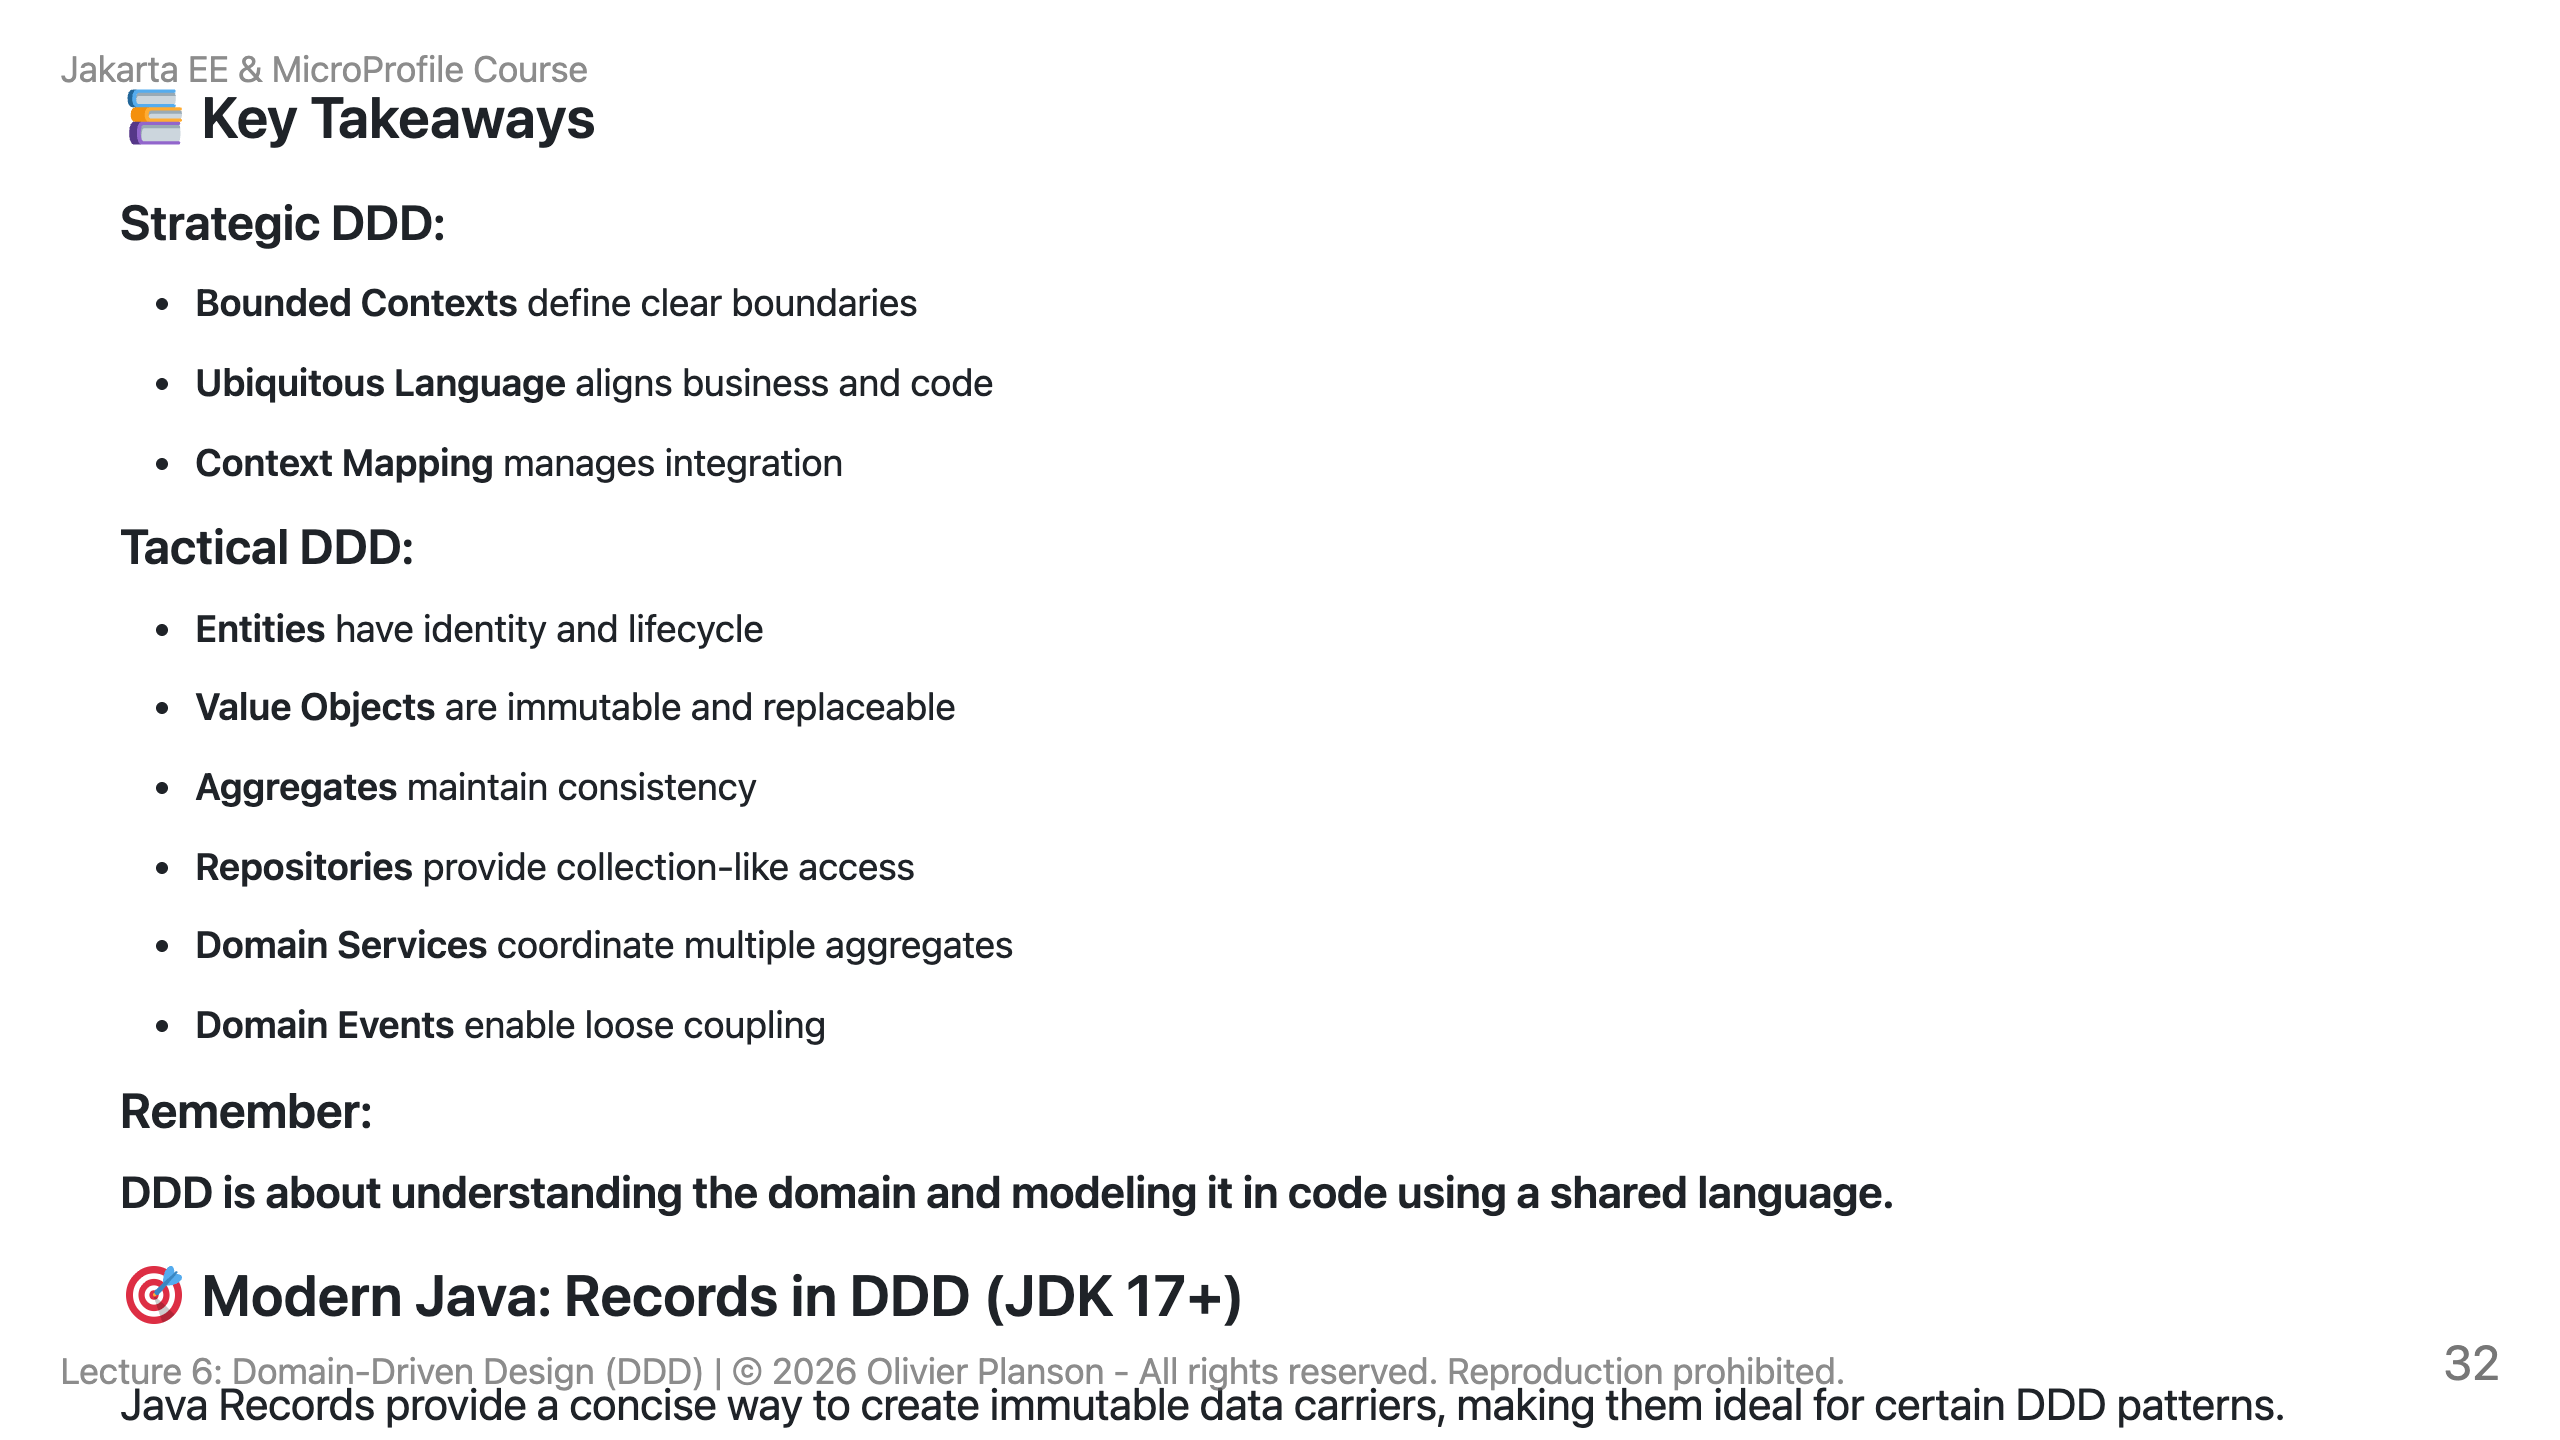 Jakarta EE & MicroProfile Course
📚 Key Takeaways
Strategic DDD:
• Bounded Contexts define clear boundaries
• Ubiquitous Language aligns business and code
• Context Mapping manages integration
Tactical DDD:
• Entities have identity and lifecycle
• Value Objects are immutable and replaceable
• Aggregates maintain consistency
• Repositories provide collection-like access
• Domain Services coordinate multiple aggregates
• Domain Events enable loose coupling
Remember:
DDD is about understanding the domain and modeling it in code using a shared language.
🎯 Modern Java: Records in DDD (JDK 17+)
Lecture 6: Domain-Driven Design (DDD) | © 2026 Olivier Planson - All rights reserved. Reproduction prohibited.
32
Java Records provide a concise way to create immutable data carriers, making them ideal for certain DDD patterns.